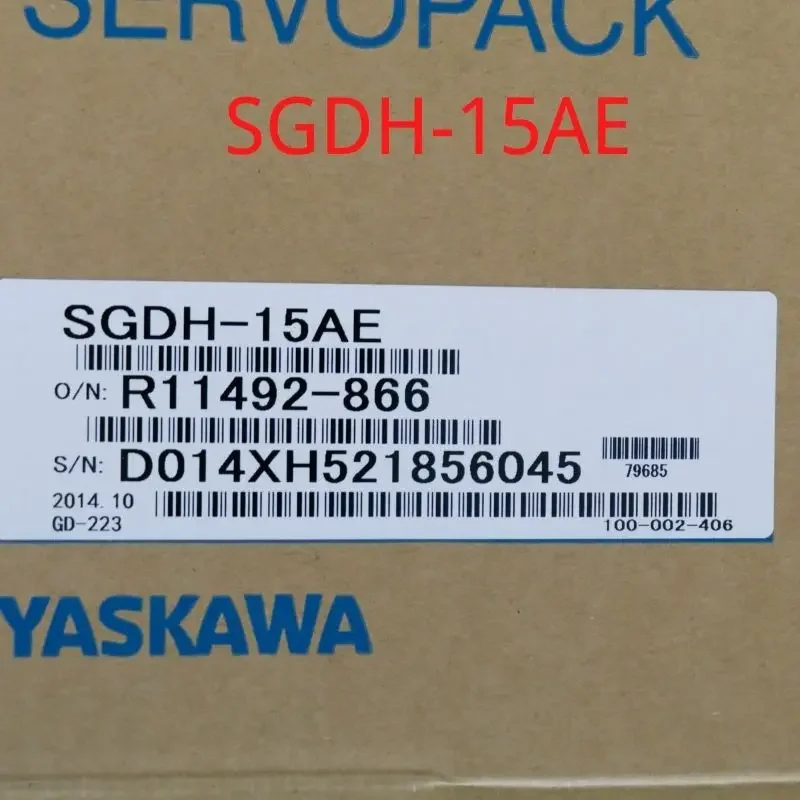 SERVOPACK
SGDH-15AE
SGDH-15AE
O/N: R11492-866
S/N: D014XH521856045
79685
2014.10
GD-223
100-002-406
YASKAWA